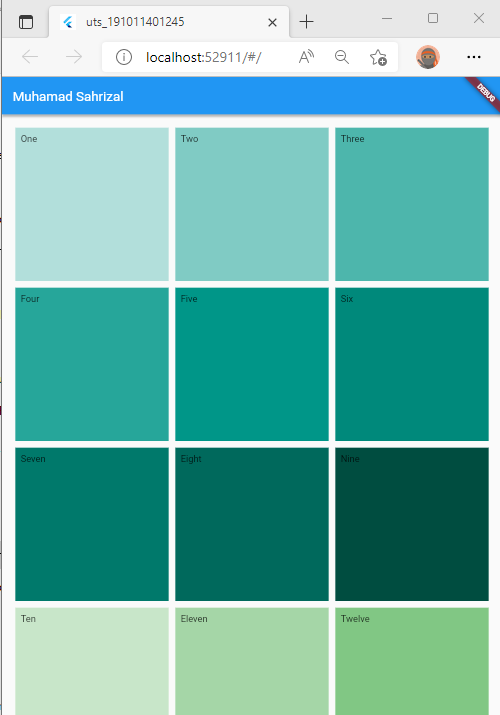 uts_191011401245
localhost:52911/#/
Muhamad Sahrizal
DEBUG
One
Two
Three
Four
Five
Six
Seven
Eight
Nine
Ten
Eleven
Twelve